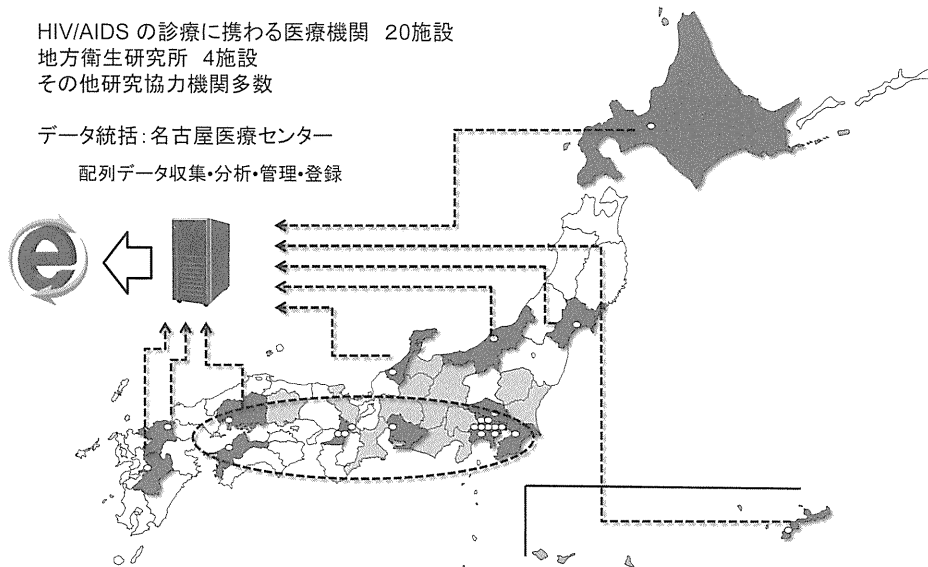 HIV/AIDS の診療に携わる医療機関 20施設
地方衛生研究所 4施設
その他研究協力機関多数
データ統括：名古屋医療センター
配列データ収集・分析・管理・登録
e